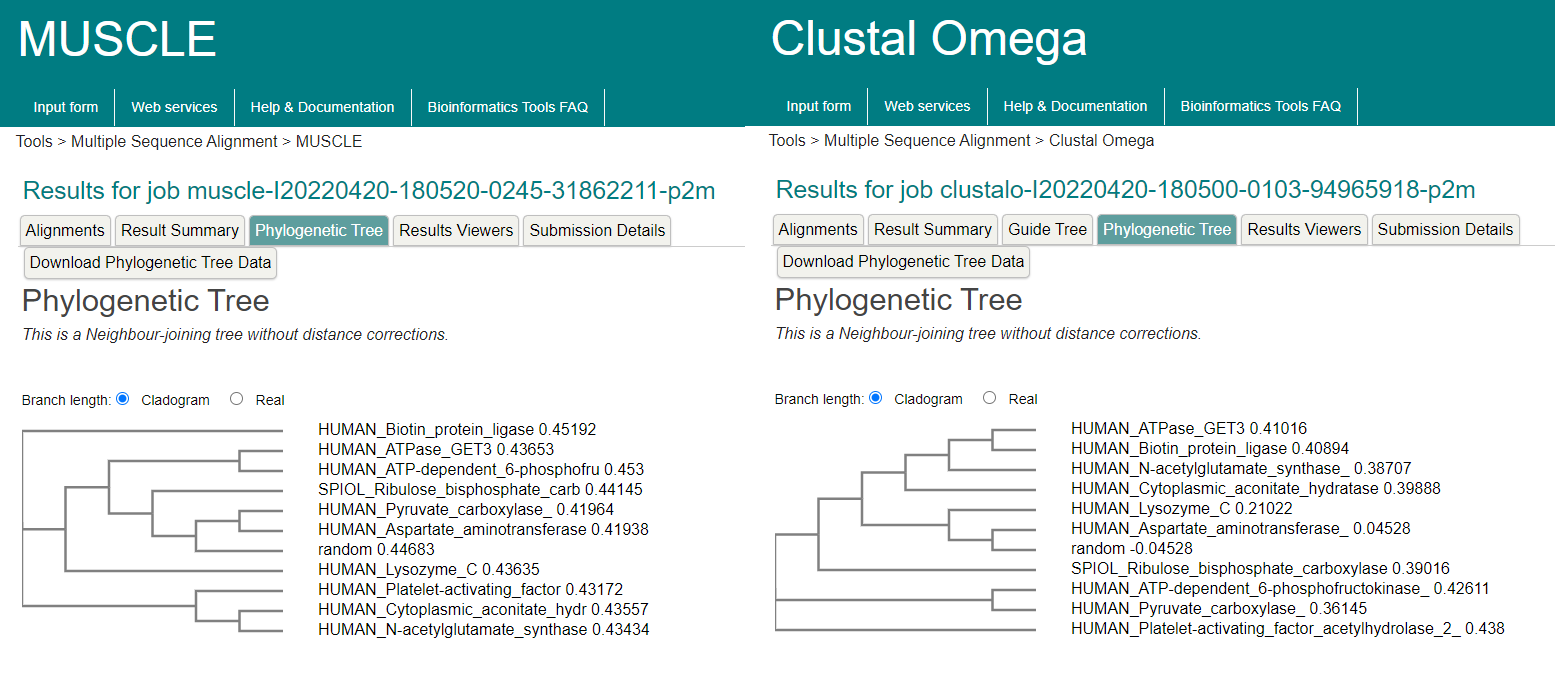 MUSCLE
Input form
Web services
Help & Documentation
Bioinformatics Tools FAQ
Tools > Multiple Sequence Alignment > MUSCLE
Results for job muscle-I20220420-180520-0245-31862211-p2m
Alignments
Result Summary
Phylogenetic Tree
Results Viewers
Submission Details
Download Phylogenetic Tree Data
Phylogenetic Tree
This is a Neighbour-joining tree without distance corrections.
Branch length: Cladogram Real
HUMAN_Biotin_protein_ligase 0.45192
HUMAN_ATPase_GET3 0.43653
HUMAN_ATP-dependent_6-phosphofru 0.453
SPIOL_Ribulose_bisphosphate_carb 0.44145
HUMAN_Pyruvate_carboxylase_ 0.41964
HUMAN_Aspartate_aminotransferase 0.41938
random 0.44683
HUMAN_Lysozyme_C 0.43635
HUMAN_Platelet-activating_factor 0.43172
HUMAN_Cytoplasmic_aconitate_hydr 0.43557
HUMAN_N-acetylglutamate_synthase 0.43434
Clustal Omega
Input form
Web services
Help & Documentation
Bioinformatics Tools FAQ
Tools > Multiple Sequence Alignment > Clustal Omega
Results for job clustalo-I20220420-180500-0103-94965918-p2m
Alignments
Result Summary
Guide Tree
Phylogenetic Tree
Results Viewers
Submission Details
Download Phylogenetic Tree Data
Phylogenetic Tree
This is a Neighbour-joining tree without distance corrections.
Branch length: Cladogram Real
HUMAN_ATPase_GET3 0.41016
HUMAN_Biotin_protein_ligase 0.40894
HUMAN_N-acetylglutamate_synthase_ 0.38707
HUMAN_Cytoplasmic_aconitate_hydratase 0.39888
HUMAN_Lysozyme_C 0.21022
HUMAN_Aspartate_aminotransferase_ 0.04528
random -0.04528
SPIOL_Ribulose_bisphosphate_carboxylase 0.39016
HUMAN_ATP-dependent_6-phosphofructokinase_ 0.42611
HUMAN_Pyruvate_carboxylase_ 0.36145
HUMAN_Platelet-activating_factor_acetylhydrolase_2_ 0.438